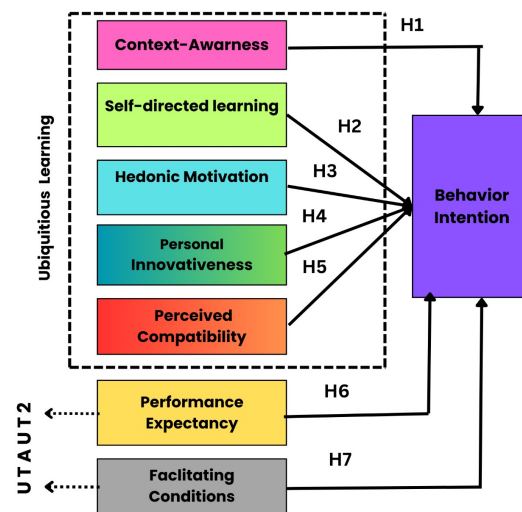 H1
Context-Awarness
Self-directed learning
H2
Hedonic Motivation
H3
H4
Personal
Innovativeness
H5
Perceived
Compatibility
Ubiquitious Learning
Behavior
Intention
Performance
Expectancy
H6
Faclitating
Conditions
H7
UTAUT2